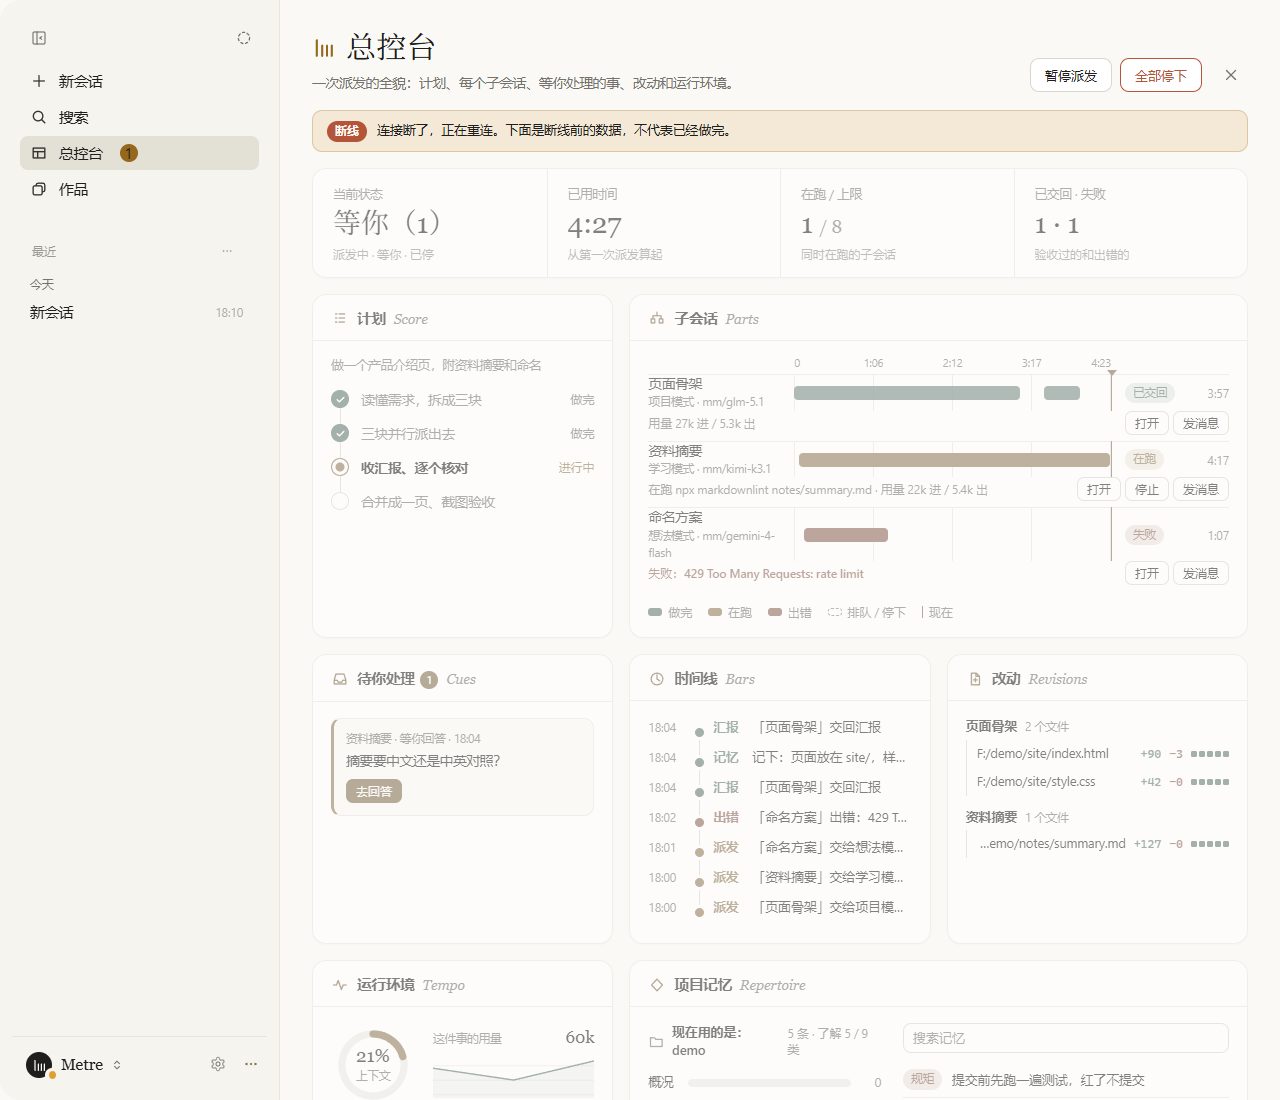 新会话
搜索
总控台 1
作品
最近
今天
新会话 18:10
Metre
总控台
一次派发的全貌：计划、每个子会话、等你处理的事、改动和运行环境。
暂停派发
全部停下
断线 连接断了，正在重连。下面是断线前的数据，不代表已经做完。
当前状态
等你（1）
派发中 · 等你 · 已停
已用时间
4:27
从第一次派发算起
在跑 / 上限
1 / 8
同时在跑的子会话
已交回 · 失败
1 · 1
验收过的和出错的
计划 Score
做一个产品介绍页，附资料摘要和命名
读懂需求，拆成三块 做完
三块并行派出去 做完
收汇报、逐个核对 进行中
合并成一页、截图验收
子会话 Parts
0 1:06 2:12 3:17 4:23
页面骨架
项目模式 · mm/glm-5.1
已交回 3:57
用量 27k 进 / 5.3k 出
打开 发消息
资料摘要
学习模式 · mm/kimi-k3.1
在跑 4:17
在跑 npx markdownlint notes/summary.md · 用量 22k 进 / 5.4k 出
打开 停止 发消息
命名方案
想法模式 · mm/gemini-4-
flash
失败 1:07
失败：429 Too Many Requests: rate limit
打开 发消息
做完 在跑 出错 排队 / 停下 现在
待你处理 1 Cues
资料摘要 · 等你回答 · 18:04
摘要要中文还是中英对照？
去回答
时间线 Bars
18:04 汇报 「页面骨架」交回汇报
18:04 记忆 记下：页面放在 site/，样...
18:04 汇报 「页面骨架」交回汇报
18:02 出错 「命名方案」出错：429 T...
18:01 派发 「命名方案」交给想法模...
18:00 派发 「资料摘要」交给学习模...
18:00 派发 「页面骨架」交给项目模...
改动 Revisions
页面骨架 2 个文件
F:/demo/site/index.html +90 −3
F:/demo/site/style.css +42 −0
资料摘要 1 个文件
...emo/notes/summary.md +127 −0
运行环境 Tempo
21%
上下文
这件事的用量 60k
项目记忆 Repertoire
现在用的是：
demo
5 条 · 了解 5 / 9
类
概况 0
搜索记忆
规矩 提交前先跑一遍测试，红了不提交